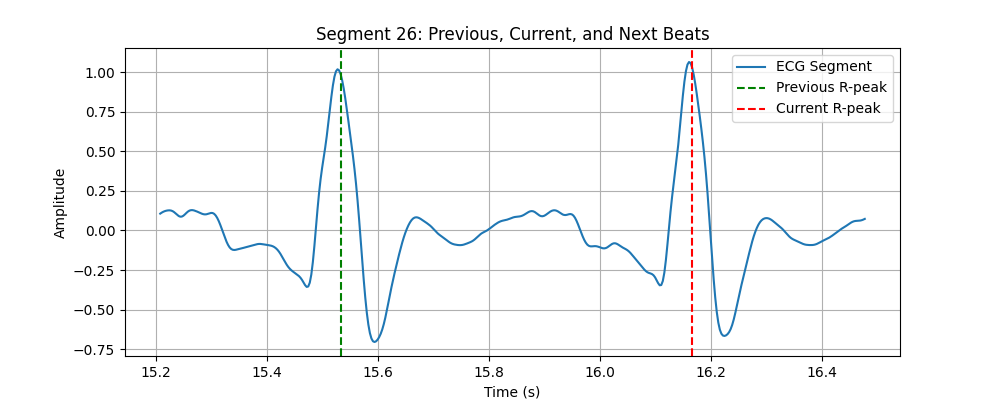 Segment 26: Previous, Current, and Next Beats
ECG Segment
Previous R-peak
Current R-peak
Amplitude
1.00
0.75
0.50
0.25
0.00
−0.25
−0.50
−0.75
15.2 15.4 15.6 15.8 16.0 16.2 16.4
Time (s)